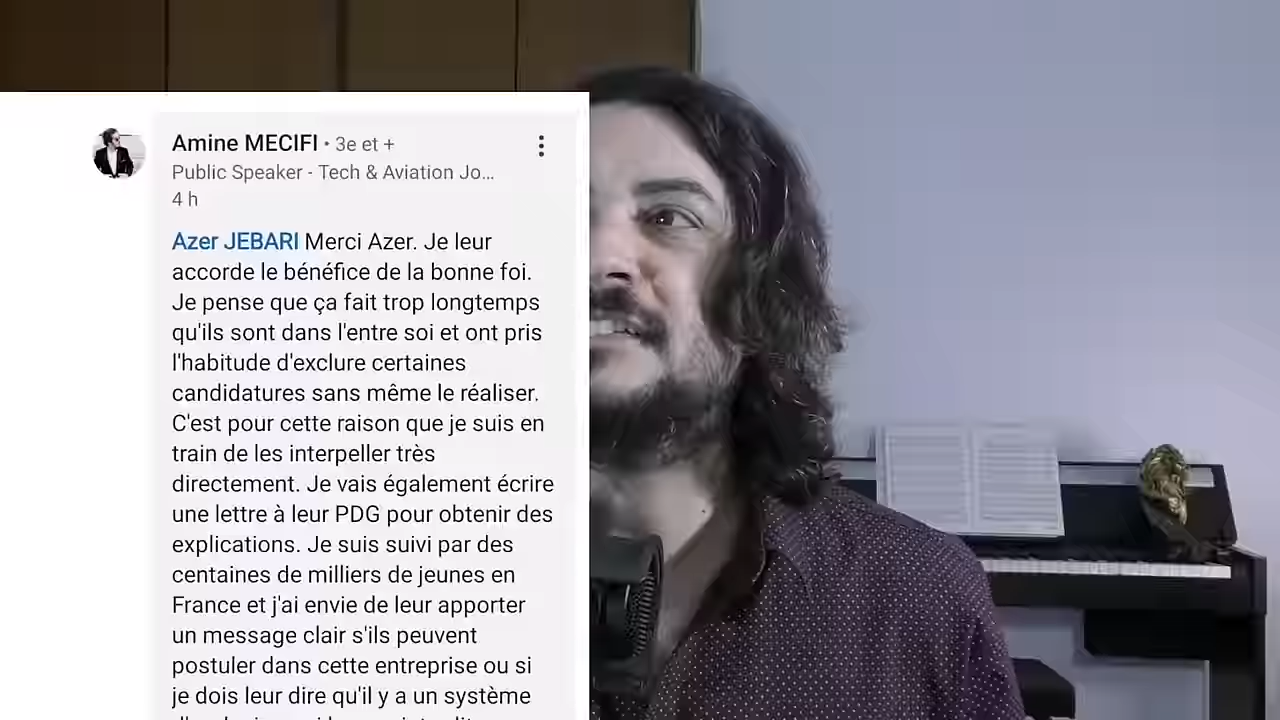 Amine MECIFI • 3e et +
Public Speaker - Tech & Aviation Jo...
4 h
Azer JEBARI Merci Azer. Je leur
accorde le bénéfice de la bonne foi.
Je pense que ça fait trop longtemps
qu'ils sont dans l'entre soi et ont pris
l'habitude d'exclure certaines
candidatures sans même le réaliser.
C'est pour cette raison que je suis en
train de les interpeller très
directement. Je vais également écrire
une lettre à leur PDG pour obtenir des
explications. Je suis suivi par des
centaines de milliers de jeunes en
France et j'ai envie de leur apporter
un message clair s'ils peuvent
postuler dans cette entreprise ou si
je dois leur dire qu'il y a un système